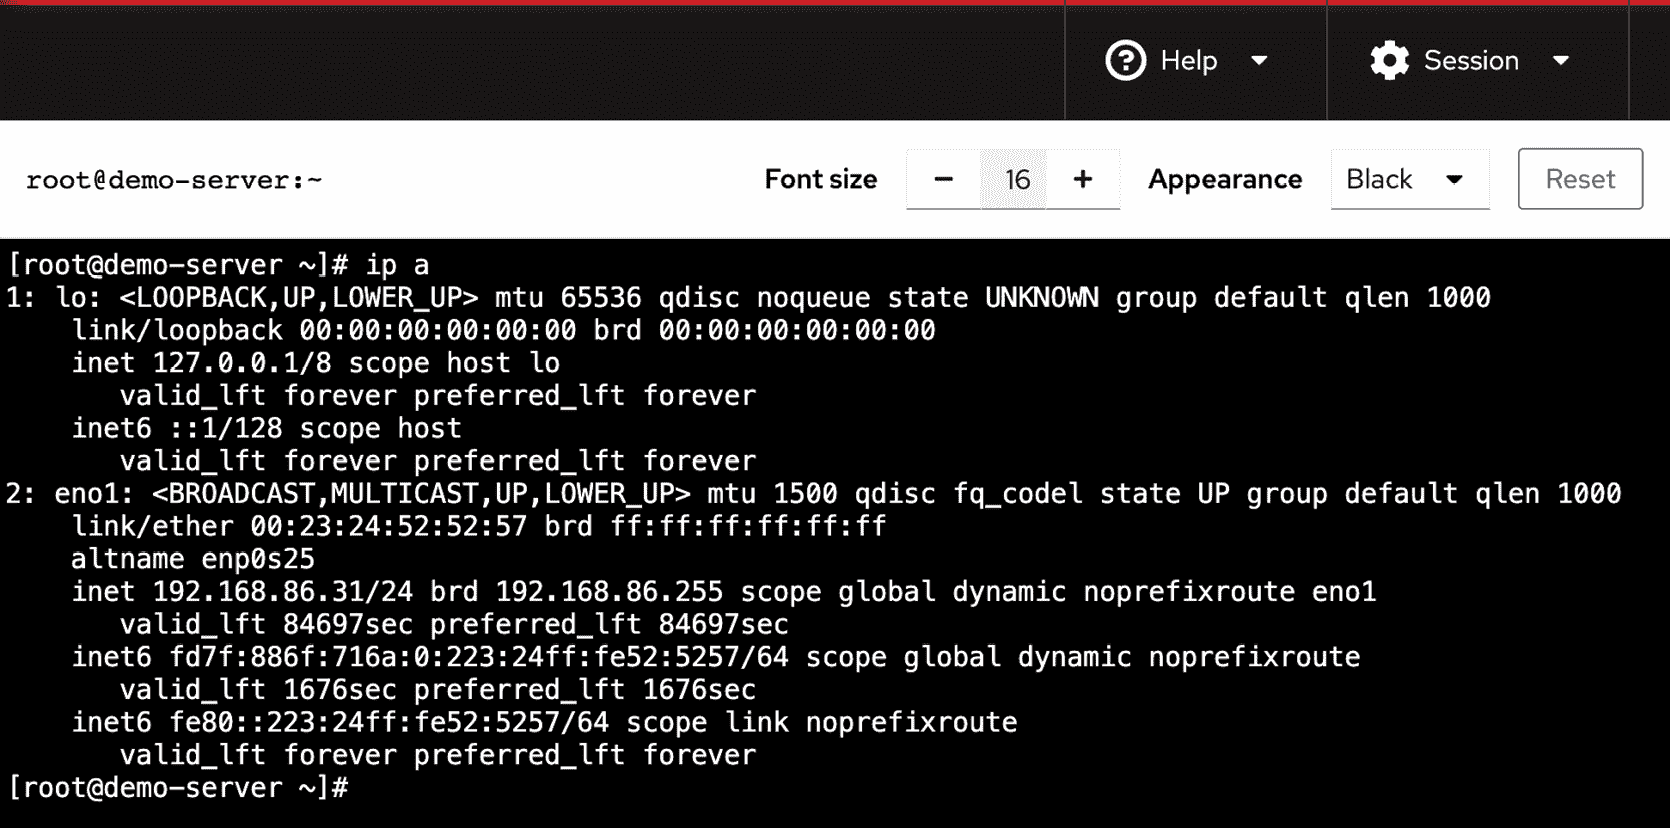 Help
Session
root@demo-server:~
Font size
− 16 +
Appearance
Black
Reset
[root@demo-server ~]# ip a
1: lo: <LOOPBACK,UP,LOWER_UP> mtu 65536 qdisc noqueue state UNKNOWN group default qlen 1000
    link/loopback 00:00:00:00:00:00 brd 00:00:00:00:00:00
    inet 127.0.0.1/8 scope host lo
       valid_lft forever preferred_lft forever
    inet6 ::1/128 scope host
       valid_lft forever preferred_lft forever
2: eno1: <BROADCAST,MULTICAST,UP,LOWER_UP> mtu 1500 qdisc fq_codel state UP group default qlen 1000
    link/ether 00:23:24:52:52:57 brd ff:ff:ff:ff:ff:ff
    altname enp0s25
    inet 192.168.86.31/24 brd 192.168.86.255 scope global dynamic noprefixroute eno1
       valid_lft 84697sec preferred_lft 84697sec
    inet6 fd7f:886f:716a:0:223:24ff:fe52:5257/64 scope global dynamic noprefixroute
       valid_lft 1676sec preferred_lft 1676sec
    inet6 fe80::223:24ff:fe52:5257/64 scope link noprefixroute
       valid_lft forever preferred_lft forever
[root@demo-server ~]#